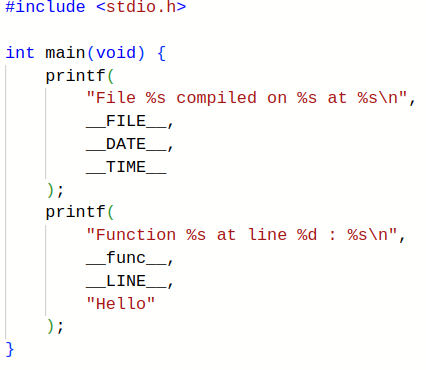 #include <stdio.h>

int main(void) {
    printf(
        "File %s compiled on %s at %s\n",
        __FILE__,
        __DATE__,
        __TIME__
    );
    printf(
        "Function %s at line %d : %s\n",
        __func__,
        __LINE__,
        "Hello"
    );
}